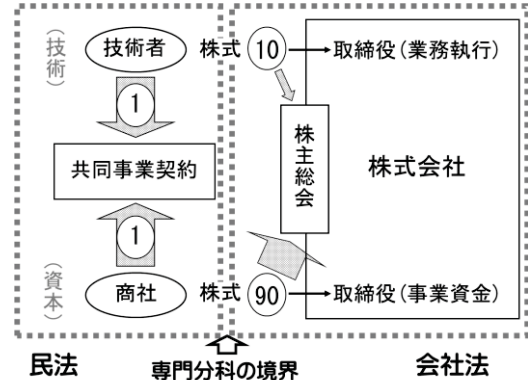 (技術)
技術者
株式
10
取締役(業務執行)
1
共同事業契約
株主総会
株式会社
1
(資本)
商社
株式
90
取締役(事業資金)
民法
専門分科の境界
会社法